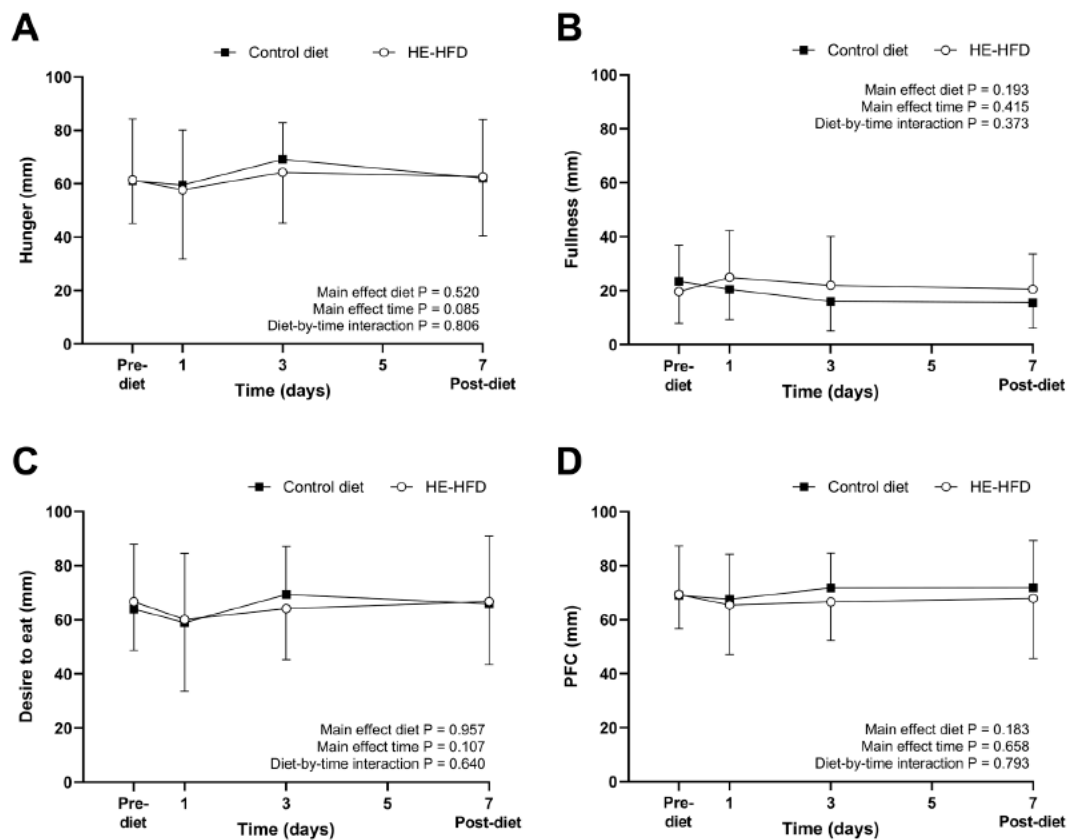 A
Control diet
HE-HFD
100
80
60
40
20
0
Hunger (mm)
Main effect diet P = 0.520
Main effect time P = 0.085
Diet-by-time interaction P = 0.806
Pre-
diet
1
3
5
7
Post-diet
Time (days)
B
Control diet
HE-HFD
100
80
60
40
20
0
Fullness (mm)
Main effect diet P = 0.193
Main effect time P = 0.415
Diet-by-time interaction P = 0.373
Pre-
diet
1
3
5
7
Post-diet
Time (days)
C
Control diet
HE-HFD
100
80
60
40
20
0
Desire to eat (mm)
Main effect diet P = 0.957
Main effect time P = 0.107
Diet-by-time interaction P = 0.640
Pre-
diet
1
3
5
7
Post-diet
Time (days)
D
Control diet
HE-HFD
100
80
60
40
20
0
PFC (mm)
Main effect diet P = 0.183
Main effect time P = 0.658
Diet-by-time interaction P = 0.793
Pre-
diet
1
3
5
7
Post-diet
Time (days)